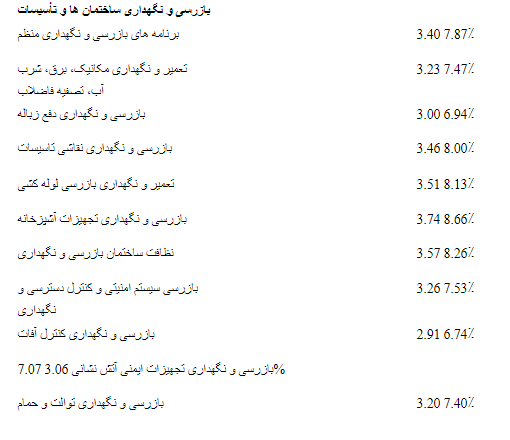 بازرسی و نگهداری ساختمان ها و تأسیسات
برنامه های بازرسی و نگهداری منظم 3.40 7.87٪
تعمیر و نگهداری مکانیک، برق، شرب 3.23 7.47٪
آب، تصفیه فاضلاب
بازرسی و نگهداری دفع زباله 3.00 6.94٪
بازرسی و نگهداری نقاشی تاسیسات 3.46 8.00٪
تعمیر و نگهداری بازرسی لوله کشی 3.51 8.13٪
بازرسی و نگهداری تجهیزات آشپزخانه 3.74 8.66٪
نظافت ساختمان بازرسی و نگهداری 3.57 8.26٪
بازرسی سیستم امنیتی و کنترل دسترسی و 3.26 7.53٪
نگهداری
بازرسی و نگهداری کنترل آفات 2.91 6.74٪
%بازرسی و نگهداری تجهیزات ایمنی آتش نشانی 3.06 7.07
بازرسی و نگهداری توالت و حمام 3.20 7.40٪